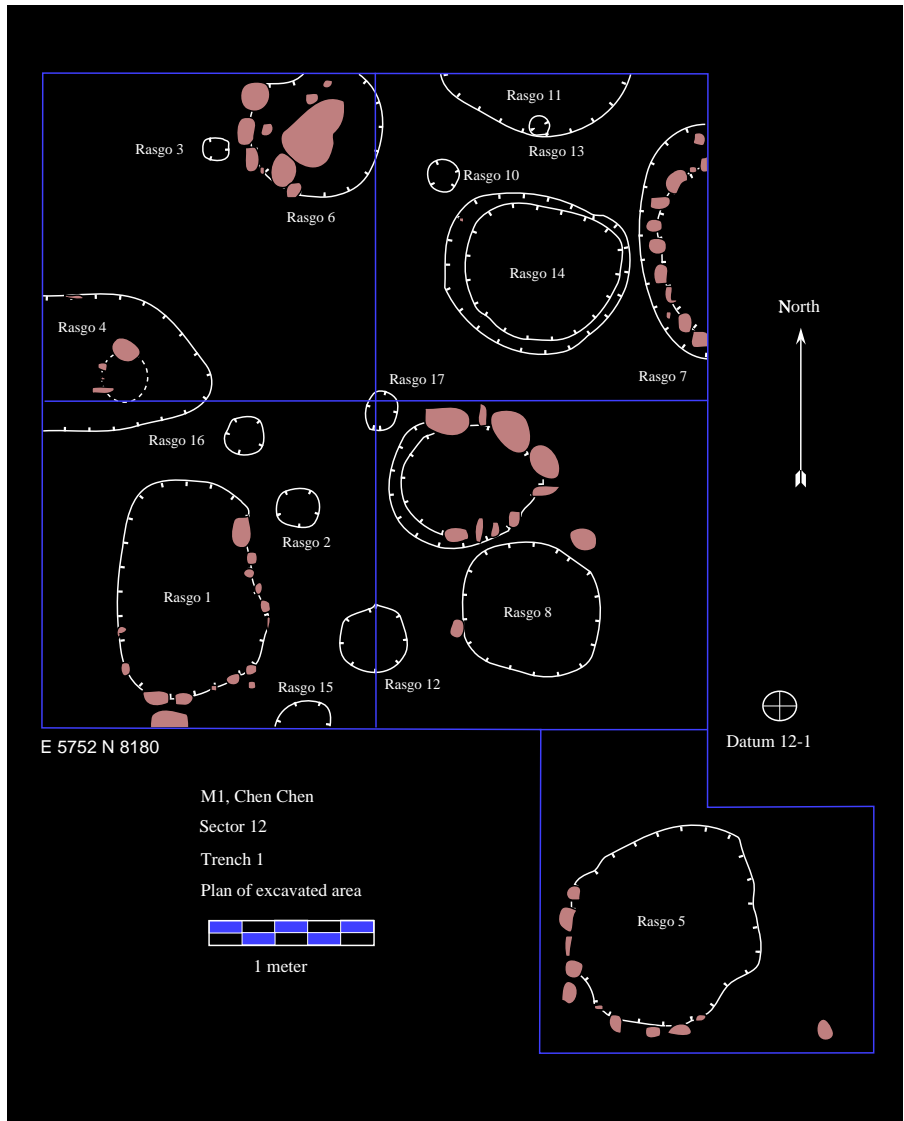 Rasgo 11
Rasgo 3
Rasgo 13
Rasgo 10
Rasgo 6
Rasgo 14
North
Rasgo 4
Rasgo 17
Rasgo 7
Rasgo 16
Rasgo 2
Rasgo 1
Rasgo 8
Rasgo 15
Rasgo 12
E 5752 N 8180
Datum 12-1
M1, Chen Chen
Sector 12
Trench 1
Plan of excavated area
1 meter
Rasgo 5